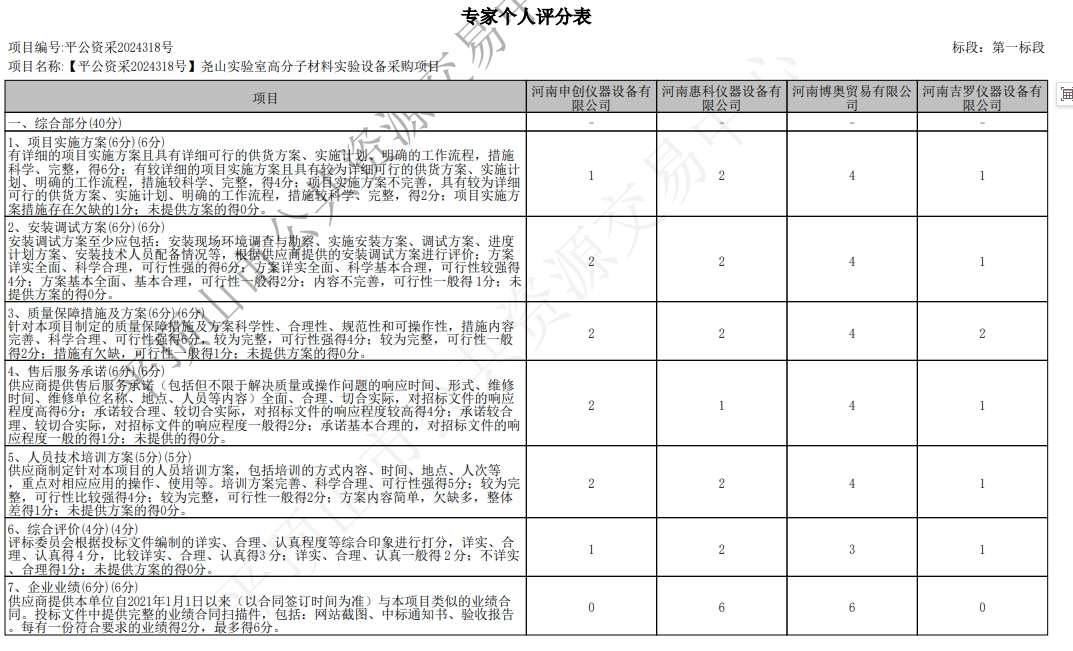 专家个人评分表
项目编号:平公资采2024318号
标段：第一标段
项目名称:【平公资采2024318号】尧山实验室高分子材料实验设备采购项目
项目
河南申创仪器设备有
限公司
河南惠科仪器设备有
限公司
河南博奥贸易有限公
司
河南吉罗仪器设备有
限公司
一、综合部分(40分)
-
-
-
-
1、项目实施方案(6分)(6分)
有详细的项目实施方案且具有详细可行的供货方案、实施计划、明确的工作流程，措施
科学、完整，得6分；有较详细的项目实施方案且具有较为详细可行的供货方案、实施计
划、明确的工作流程，措施较科学、完整，得4分；项目实施方案不完善，具有较为详细
可行的供货方案、实施计划、明确的工作流程，措施较科学、完整，得2分；项目实施方
案措施存在欠缺的1分；未提供方案的得0分。
1
2
4
1
2、安装调试方案(6分)(6分)
安装调试方案至少应包括：安装现场环境调查与勘察、实施安装方案、调试方案、进度
计划方案、安装技术人员配备情况等，根据供应商提供的安装调试方案进行评价；方案
详实全面、科学合理，可行性强的得6分；方案详实全面、科学基本合理，可行性较强得
4分；方案基本全面、基本合理，可行性一般得2分；内容不完善，可行性一般得 1分；未
提供方案的得0分。
2
2
4
1
3、质量保障措施及方案(6分)(6分)
针对本项目制定的质量保障措施及方案科学性、合理性、规范性和可操作性，措施内容
完善、科学合理、可行性强得6分，较为完整，可行性强得4分；较为完整，可行性一般
得2分；措施有欠缺，可行性一般得1分；未提供方案的得0分。
2
2
4
2
4、售后服务承诺(6分)(6分)
供应商提供售后服务承诺（包括但不限于解决质量或操作问题的响应时间、形式、维修
时间、维修单位名称、地点、人员等内容）全面、合理、切合实际，对招标文件的响应
程度高得6分；承诺较合理、较切合实际，对招标文件的响应程度较高得4分；承诺较合
理、较切合实际，对招标文件的响应程度一般得2分；承诺基本合理的，对招标文件的响
应程度一般的得1分；未提供的得0分。
2
1
4
1
5、人员技术培训方案(5分)(5分)
供应商制定针对本项目的人员培训方案，包括培训的方式内容、时间、地点、人次等
，重点对相应应用的操作、使用等。培训方案完善、科学合理、可行性强得5分；较为完
整，可行性比较强得4分；较为完整，可行性一般得2分；方案内容简单，欠缺多，整体
差得1分；未提供方案的得0分。
2
2
4
1
6、综合评价(4分)(4分)
评标委员会根据投标文件编制的详实、合理、认真程度等综合印象进行打分，详实、合
理、认真得 4 分，比较详实、合理、认真得3 分；详实、合理、认真一般得 2 分；不详实
、合理得1分；未提供方案的得0分。
1
2
3
1
7、企业业绩(6分)(6分)
供应商提供本单位自2021年1月1日以来（以合同签订时间为准）与本项目类似的业绩合
同。投标文件中提供完整的业绩合同扫描件，包括：网站截图、中标通知书、验收报告
。每有一份符合要求的业绩得2分，最多得6分。
0
6
6
0
平顶山市公共资源交易中心
平顶山市公共资源交易中心